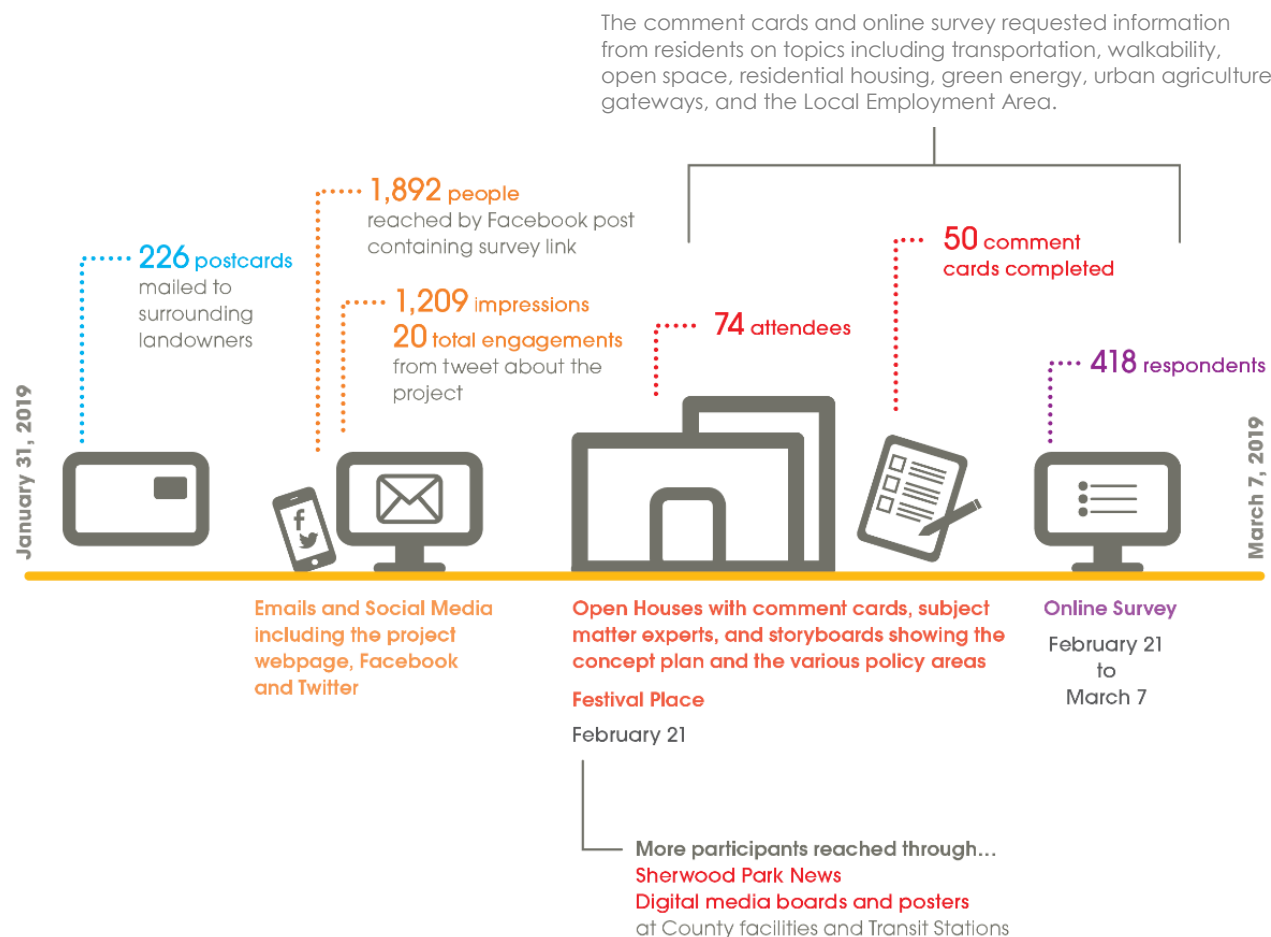 The comment cards and online survey requested information
from residents on topics including transportation, walkability,
open space, residential housing, green energy, urban agriculture
gateways, and the Local Employment Area.
1,892 people
reached by Facebook post
containing survey link
226 postcards
mailed to
surrounding
landowners
1,209 impressions
20 total engagements
from tweet about the
project
74 attendees
50 comment
cards completed
418 respondents
January 31, 2019
March 7, 2019
f
Emails and Social Media
including the project
webpage, Facebook
and Twitter
Open Houses with comment cards, subject
matter experts, and storyboards showing the
concept plan and the various policy areas
Festival Place
February 21
Online Survey
February 21
to
March 7
More participants reached through...
Sherwood Park News
Digital media boards and posters
at County facilities and Transit Stations